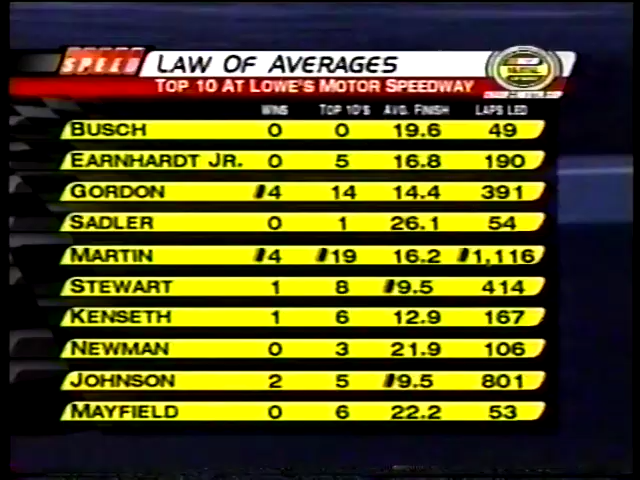 SPEED LAW OF AVERAGES
TOP 10 AT LOWE'S MOTOR SPEEDWAY
WINS TOP 10'S AVG. FINISH LAPS LED
BUSCH 0 0 19.6 49
EARNHARDT JR. 0 5 16.8 190
GORDON 4 14 14.4 391
SADLER 0 1 26.1 54
MARTIN 4 19 16.2 1,116
STEWART 1 8 9.5 414
KENSETH 1 6 12.9 167
NEWMAN 0 3 21.9 106
JOHNSON 2 5 9.5 801
MAYFIELD 0 6 22.2 53